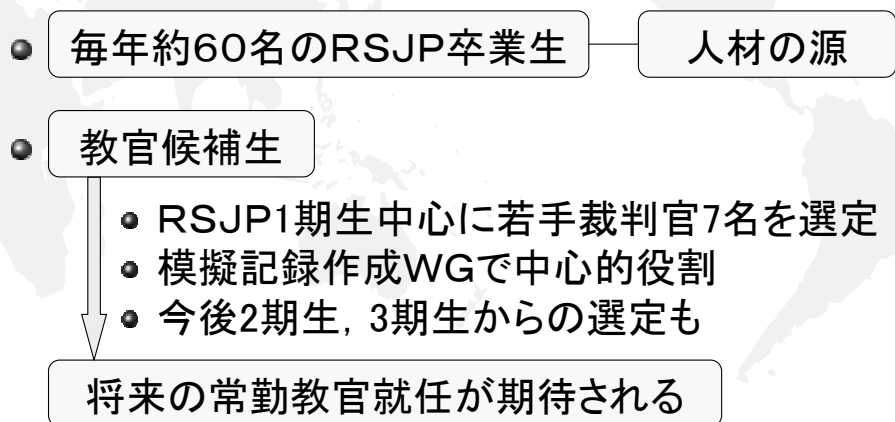 毎年約60名のRSJP卒業生 人材の源
教官候補生
RSJP1期生中心に若手裁判官7名を選定
模擬記録作成WGで中心的役割
今後2期生，3期生からの選定も
将来の常勤教官就任が期待される